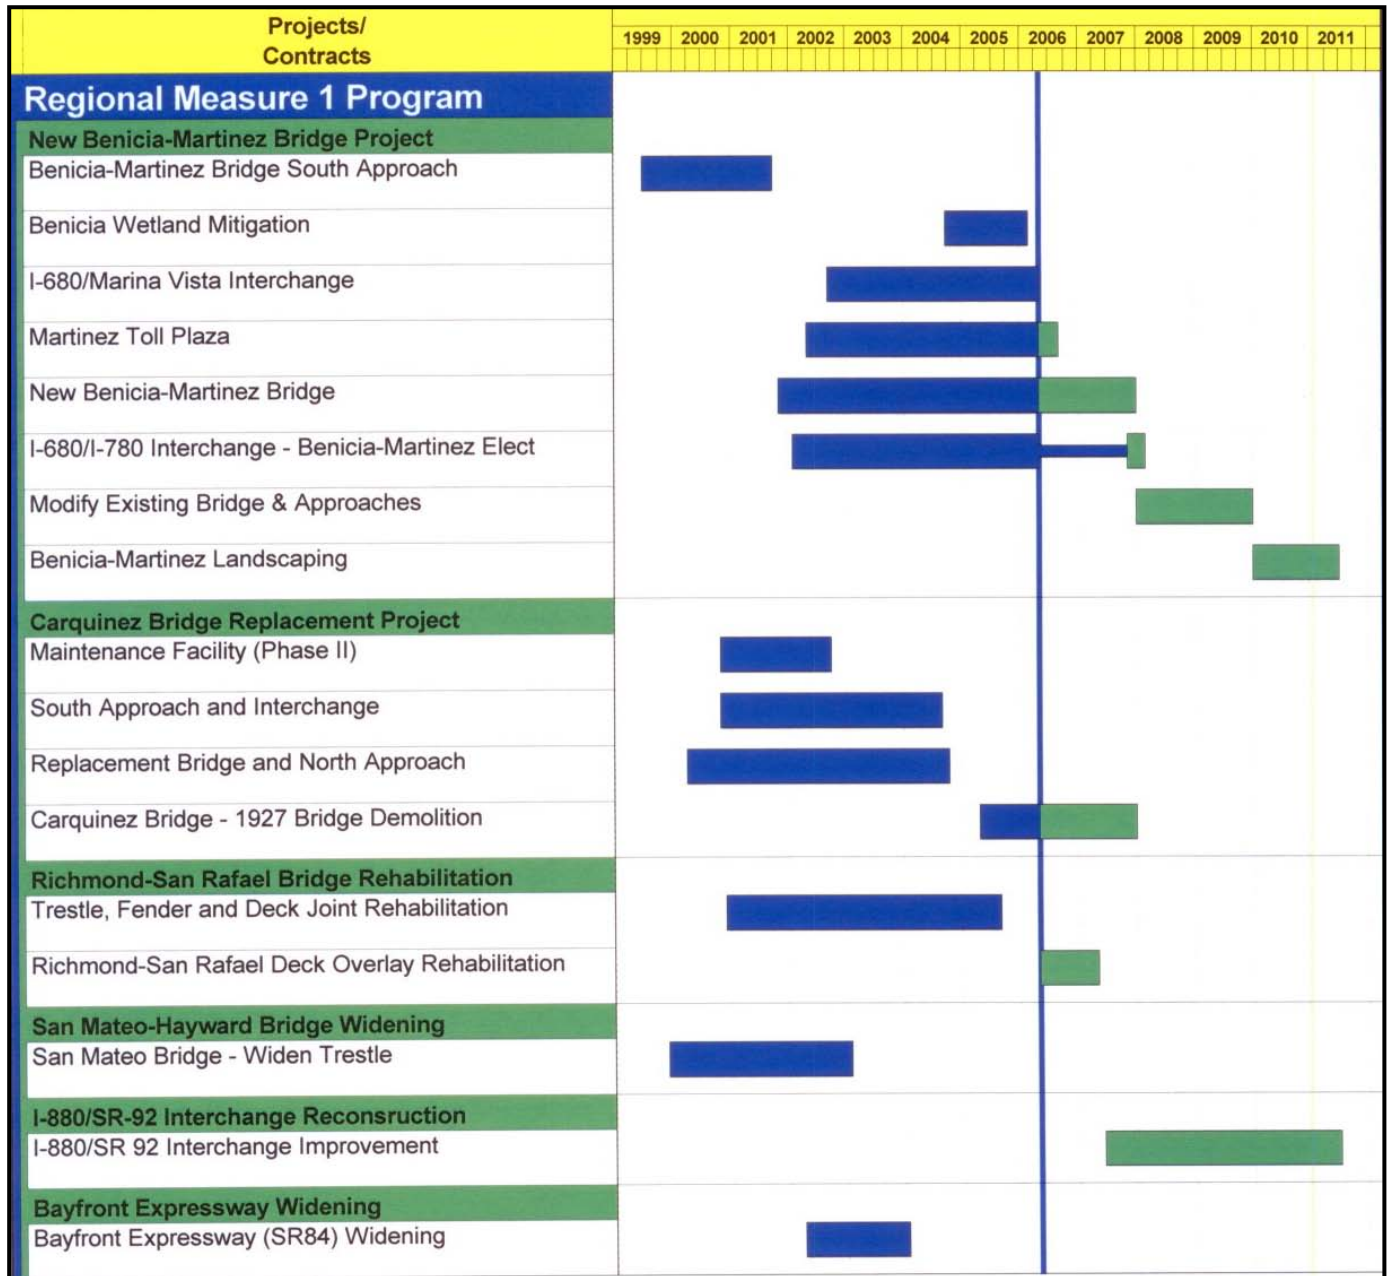 Projects/
Contracts
1999 2000 2001 2002 2003 2004 2005 2006 2007 2008 2009 2010 2011
Regional Measure 1 Program
New Benicia-Martinez Bridge Project
Benicia-Martinez Bridge South Approach
Benicia Wetland Mitigation
I-680/Marina Vista Interchange
Martinez Toll Plaza
New Benicia-Martinez Bridge
I-680/I-780 Interchange - Benicia-Martinez Elect
Modify Existing Bridge & Approaches
Benicia-Martinez Landscaping
Carquinez Bridge Replacement Project
Maintenance Facility (Phase II)
South Approach and Interchange
Replacement Bridge and North Approach
Carquinez Bridge - 1927 Bridge Demolition
Richmond-San Rafael Bridge Rehabilitation
Trestle, Fender and Deck Joint Rehabilitation
Richmond-San Rafael Deck Overlay Rehabilitation
San Mateo-Hayward Bridge Widening
San Mateo Bridge - Widen Trestle
I-880/SR-92 Interchange Reconsruction
I-880/SR 92 Interchange Improvement
Bayfront Expressway Widening
Bayfront Expressway (SR84) Widening